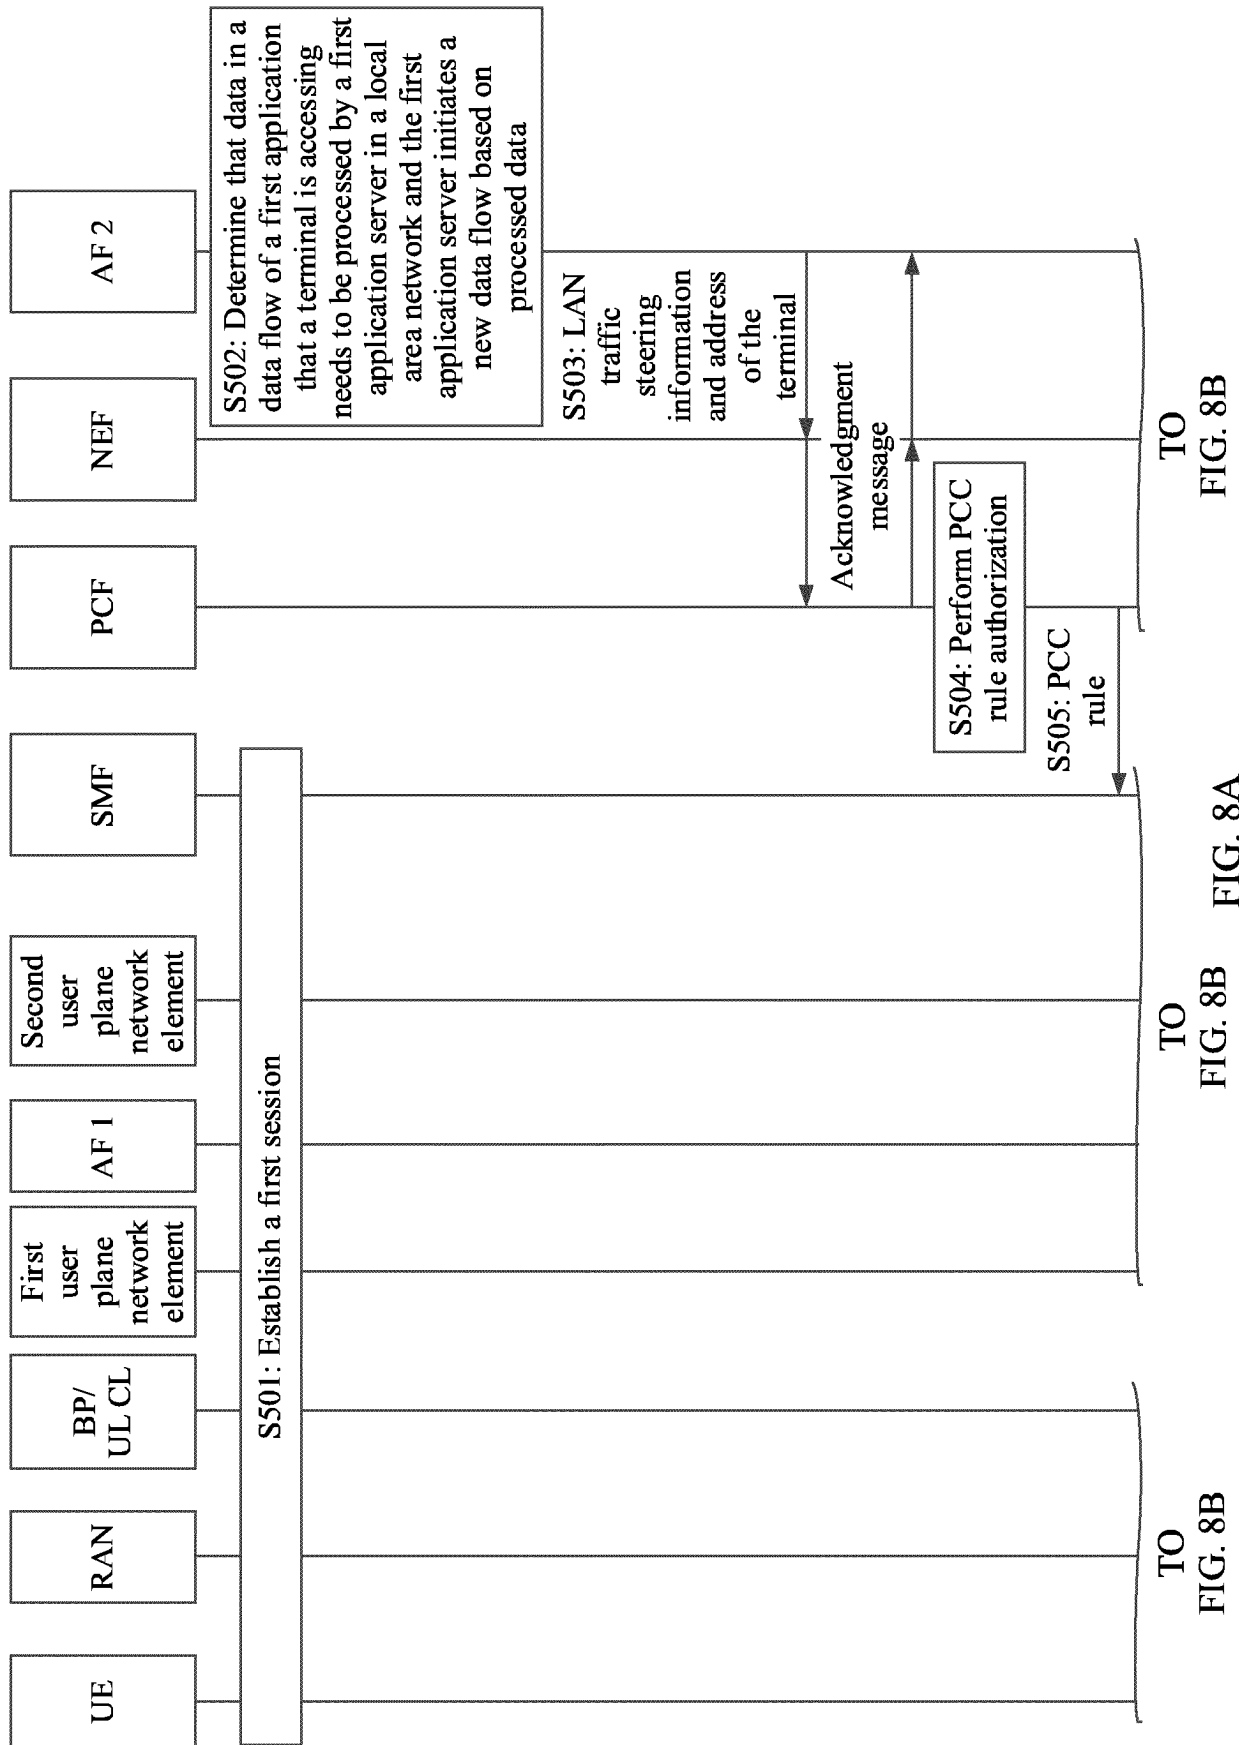 UE
RAN
BP/
UL CL
First
user
plane
network
element
AF 1
Second
user
plane
network
element
SMF
PCF
NEF
AF 2
S501: Establish a first session
S502: Determine that data in a
data flow of a first application
that a terminal is accessing
needs to be processed by a first
application server in a local
area network and the first
application server initiates a
new data flow based on
processed data
S503: LAN
traffic
steering
information
and address
of the
terminal
Acknowledgment
message
S504: Perform PCC
rule authorization
S505: PCC
rule
TO
FIG. 8B
TO
FIG. 8B
TO
FIG. 8B
FIG. 8A